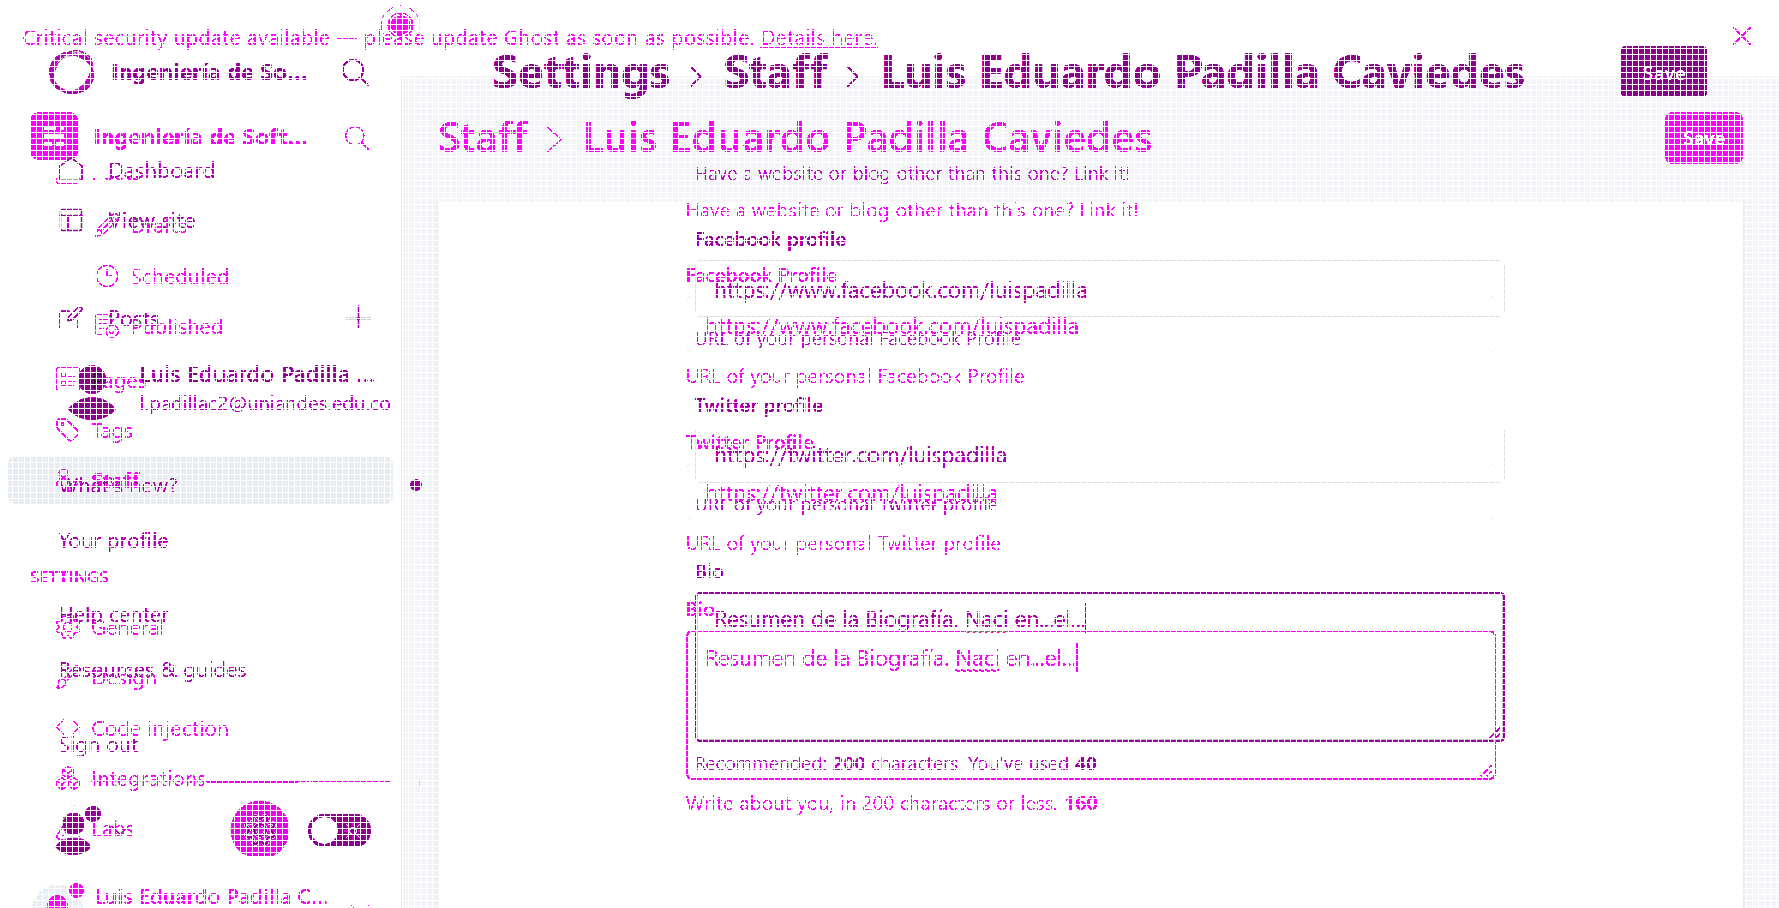 Critical security update available — please update Ghost as soon as possible. Details here.
Ingeniería de So...
Settings > Staff > Luis Eduardo Padilla Caviedes
Save
Ingeniería de Soft...
Staff > Luis Eduardo Padilla Caviedes
Save
Dashboard
Have a website or blog other than this one? Link it!
View site
Have a website or blog other than this one? Link it!
Facebook profile
Scheduled
Facebook Profile
https://www.facebook.com/luispadilla
Posts
Published
https://www.facebook.com/luispadilla
URL of your personal Facebook Profile
Luis Eduardo Padilla ...
Pages
URL of your personal Facebook Profile
l.padillac2@uniandes.edu.co
Twitter profile
Tags
Twitter Profile
https://twitter.com/luispadilla
What's new?
Staff
https://twitter.com/luispadilla
URL of your personal Twitter profile
Your profile
URL of your personal Twitter profile
SETTINGS
Bio
Help center
General
Bio
Resumen de la Biografía. Naci en...el...
Resources & guides
Design
Resumen de la Biografía. Naci en...el...
Code injection
Sign out
Integrations
Recommended: 200 characters. You've used 40
Write about you, in 200 characters or less. 160
Labs
Luis Eduardo Padilla C...